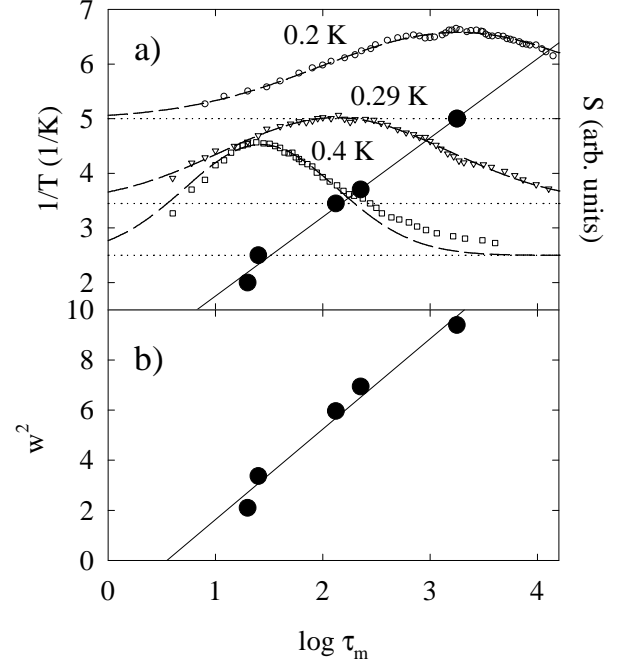 7
a)
0.2 K
6
5
0.29 K
1/T (1/K)
S (arb. units)
4
0.4 K
3
2
10
b)
8
6
w²
4
2
0
0 1 2 3 4
log τₘ